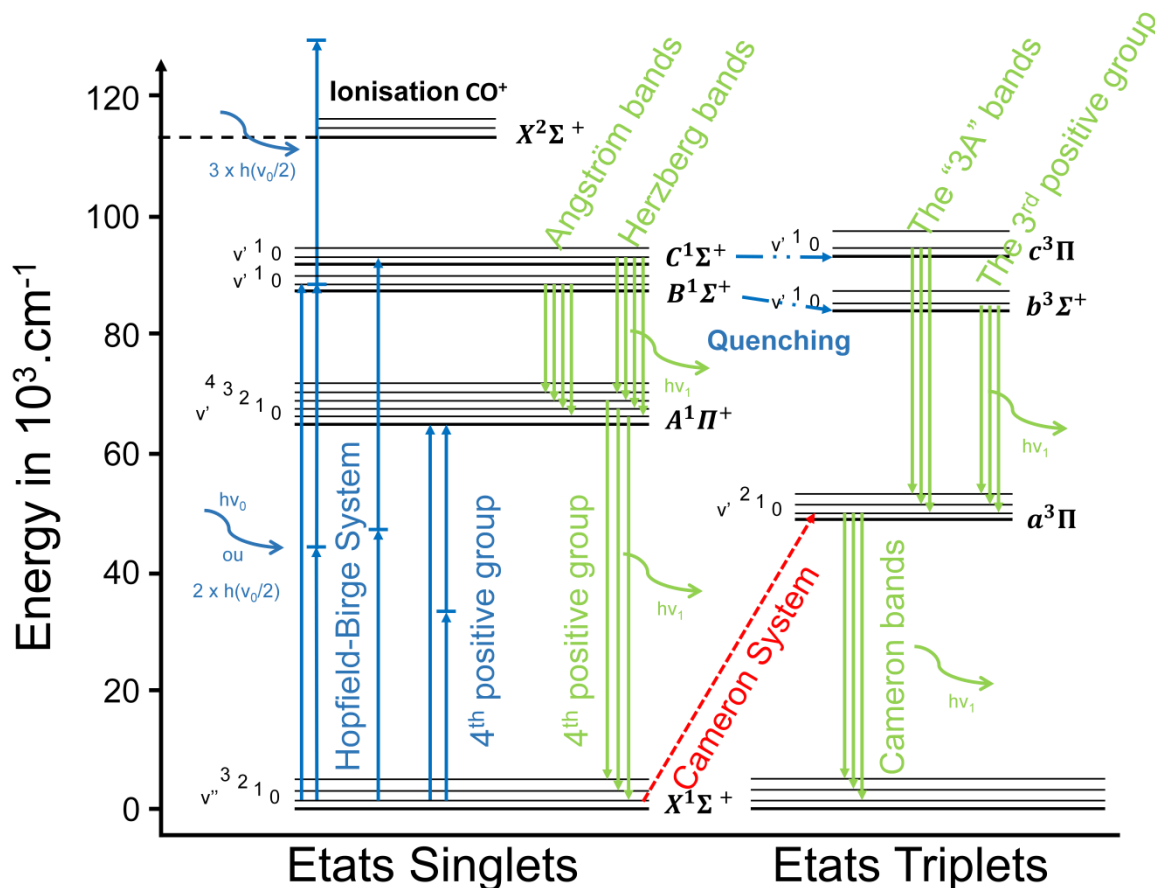 Energy in 10³.cm⁻¹
120
100
80
60
40
20
0
Ionisation CO⁺
X²Σ⁺
3 x h(ν₀/2)
Angström bands
Herzberg bands
The “3A” bands
The 3rd positive group
v' 1 0
C¹Σ⁺
v' 1 0
c³Π
v' 1 0
B¹Σ⁺
v' 1 0
b³Σ⁺
Quenching
hν₁
4 3 2 1 0
v'
A¹Π⁺
hν₁
hν₀
ou
2 x h(ν₀/2)
Hopfield-Birge System
4th positive group
4th positive group
hν₁
v' 2 1 0
a³Π
Cameron System
Cameron bands
hν₁
v'' 3 2 1 0
X¹Σ⁺
Etats Singlets
Etats Triplets